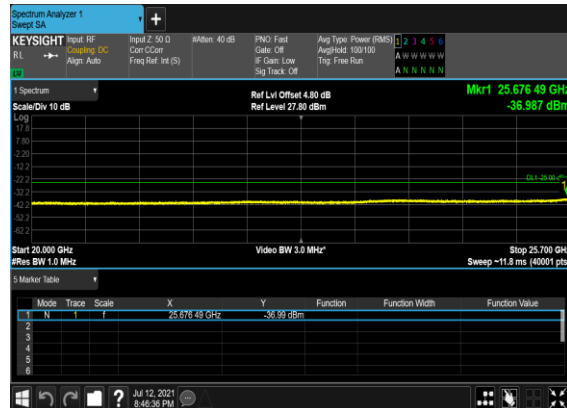 Spectrum Analyzer 1
Swept SA
+
KEYSIGHT Input: RF Input Z: 50 Ω #Atten: 40 dB PNO: Fast Avg Type: Power (RMS) 1 2 3 4 5 6
RL Coupling: DC Corr CCorr Gate: Off Avg|Hold: 100/100 A W W W W W
Align: Auto Freq Ref: Int (S) IF Gain: Low Trig: Free Run
Sig Track: Off A N N N N N
1 Spectrum Ref Lvl Offset 4.80 dB Mkr1 25.676 49 GHz
Scale/Div 10 dB Ref Level 27.80 dBm -36.987 dBm
Log
17.8
7.80
-2.20
-12.2
-22.2 DL1 -25.00
-32.2 1
-42.2
-52.2
-62.2
Start 20.000 GHz Video BW 3.0 MHz* Stop 25.700 GHz
#Res BW 1.0 MHz Sweep ~11.8 ms (40001 pts
5 Marker Table
Mode Trace Scale X Y Function Function Width Function Value
1 N 1 f 25.676 49 GHz -36.99 dBm
2
3
4
5
6
? Jul 12, 2021
8:46:36 PM